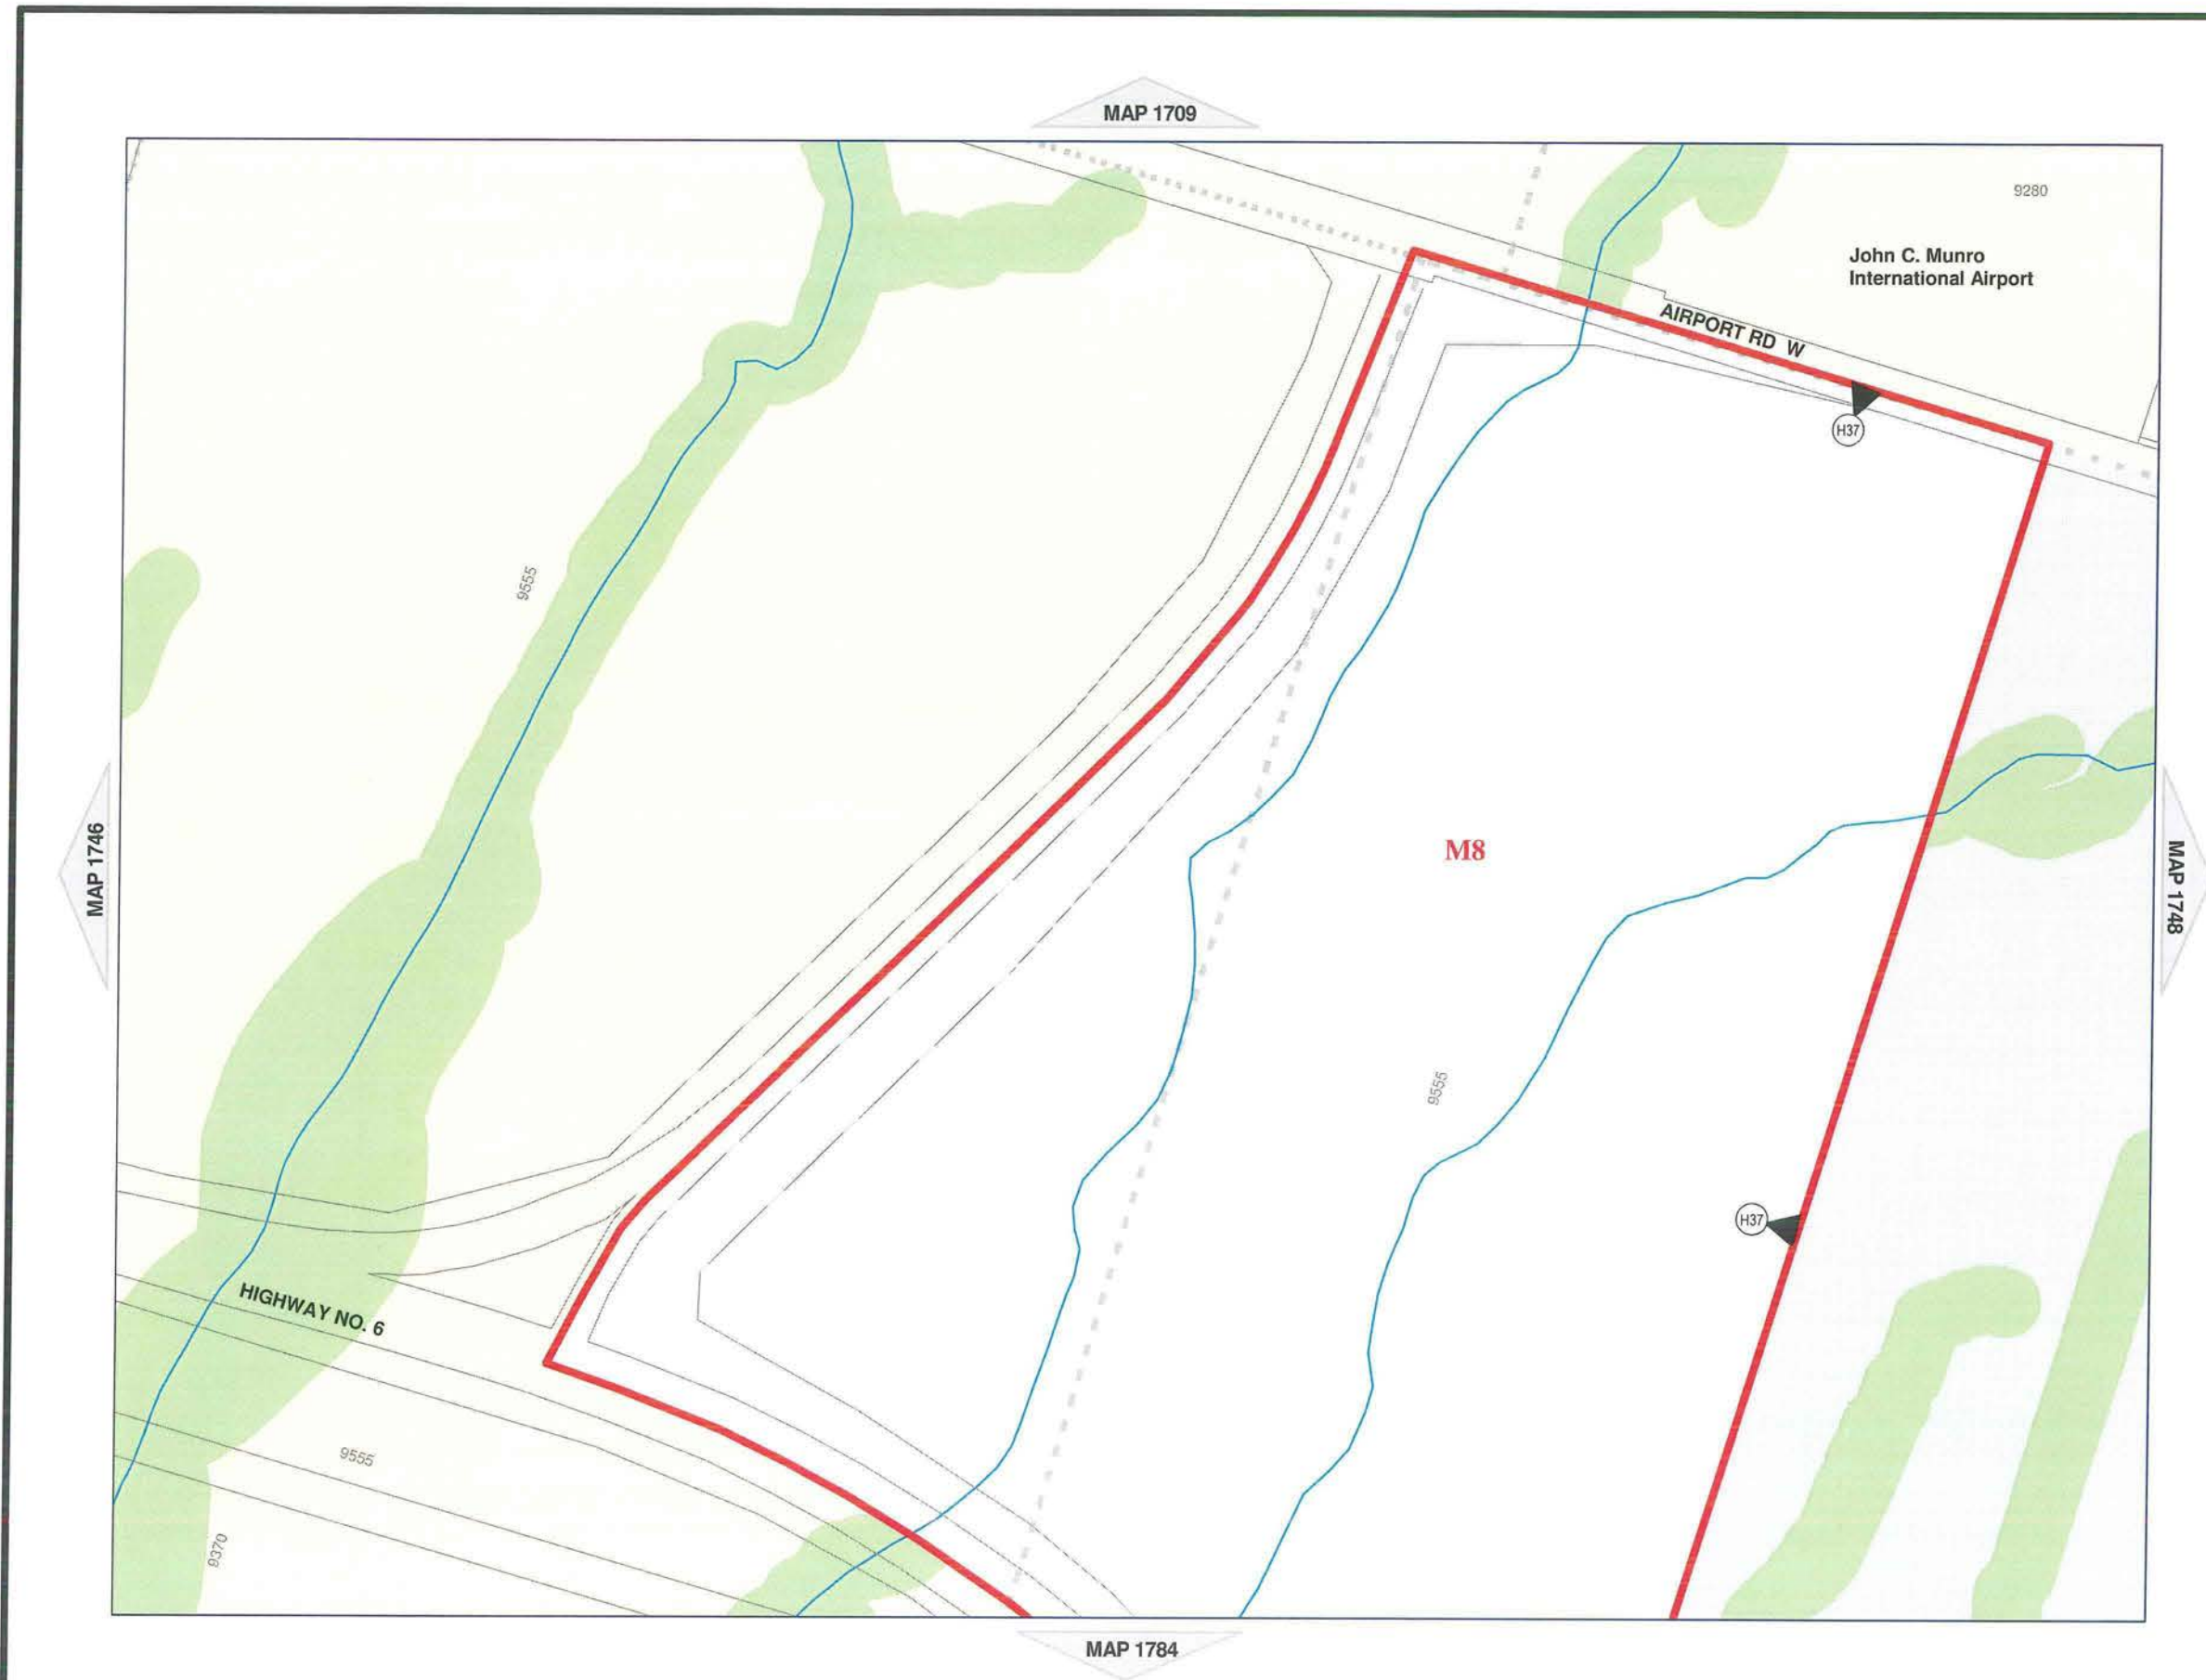 MAP 1709
9280
John C. Munro
International Airport
AIRPORT RD W
H37
9555
MAP 1746
M8
MAP 1748
9555
H37
HIGHWAY NO. 6
9555
9370
MAP 1784